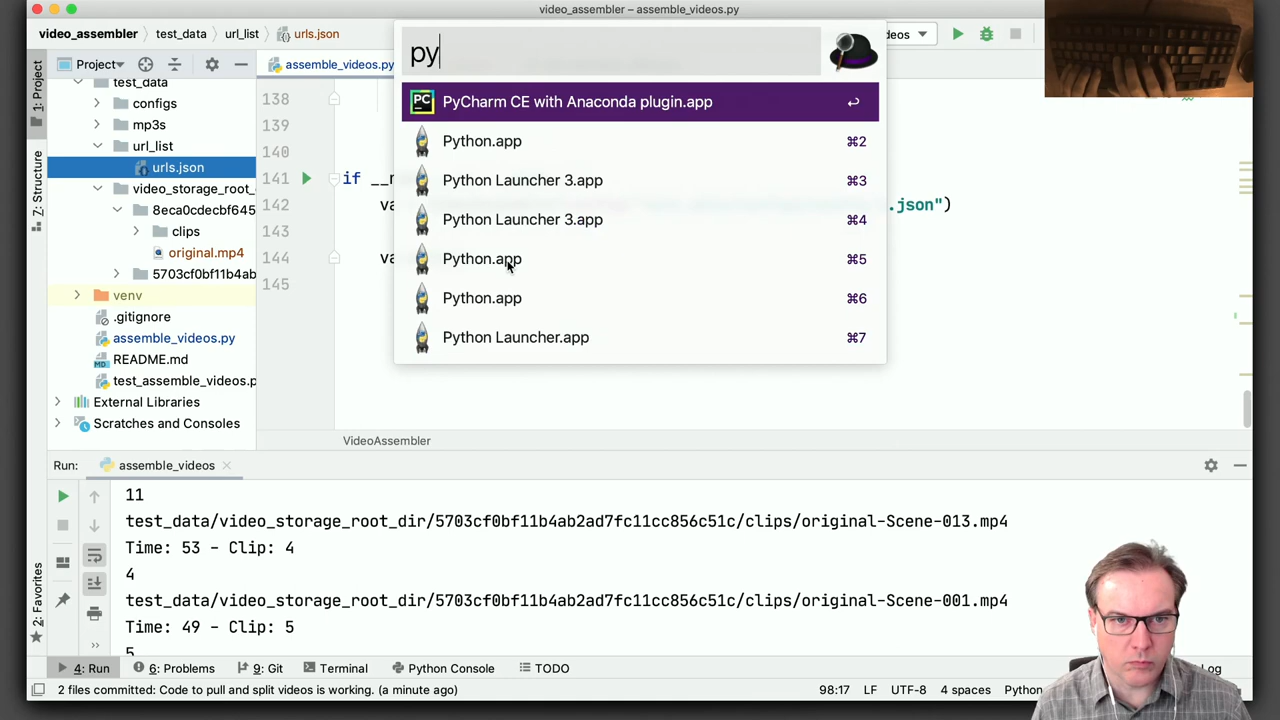 video_assembler – assemble_videos.py
video_assembler
test_data
url_list
urls.json
py
1: Project
Project
assemble_videos.py
test_data
configs
mp3s
url_list
urls.json
video_storage_root_
8eca0cdecbf645
clips
original.mp4
5703cf0bf11b4ab
venv
.gitignore
assemble_videos.py
README.md
test_assemble_videos.p
External Libraries
Scratches and Consoles
Z: Structure
2: Favorites
138
139
140
141 if __n
142 va .json")
143
144 va
145
PC PyCharm CE with Anaconda plugin.app
Python.app ⌘2
Python Launcher 3.app ⌘3
Python Launcher 3.app ⌘4
Python.app ⌘5
Python.app ⌘6
Python Launcher.app ⌘7
VideoAssembler
Run: assemble_videos
11
test_data/video_storage_root_dir/5703cf0bf11b4ab2ad7fc11cc856c51c/clips/original-Scene-013.mp4
Time: 53 - Clip: 4
4
test_data/video_storage_root_dir/5703cf0bf11b4ab2ad7fc11cc856c51c/clips/original-Scene-001.mp4
Time: 49 - Clip: 5
5
4: Run
6: Problems
9: Git
Terminal
Python Console
TODO
Log
2 files committed: Code to pull and split videos is working. (a minute ago)
98:17
LF
UTF-8
4 spaces
Python